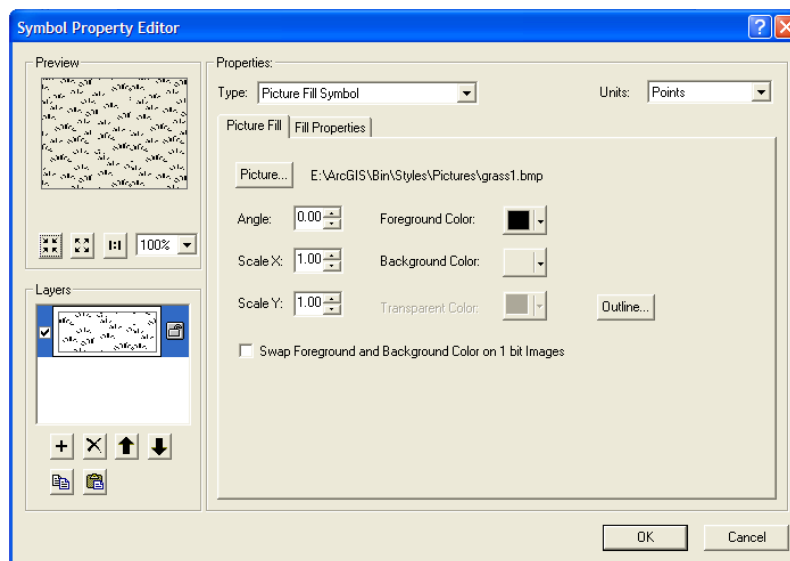 Symbol Property Editor
Preview
100%
Layers
Properties:
Type: Picture Fill Symbol
Units: Points
Picture Fill
Fill Properties
Picture... E:\ArcGIS\Bin\Styles\Pictures\grass1.bmp
Angle: 0.00 Foreground Color:
Scale X: 1.00 Background Color:
Scale Y: 1.00 Transparent Color: Outline...
Swap Foreground and Background Color on 1 bit Images
OK Cancel
1:1